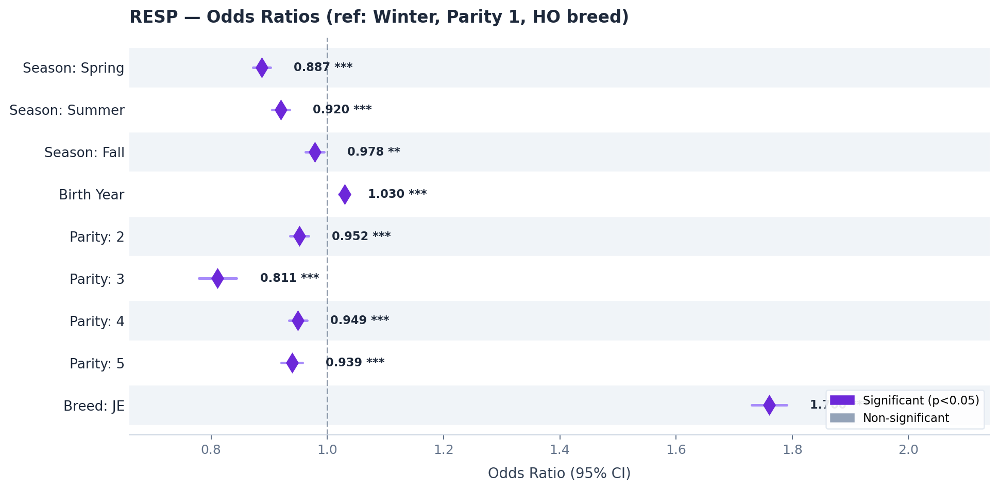 RESP — Odds Ratios (ref: Winter, Parity 1, HO breed)
Season: Spring 0.887 ***
Season: Summer 0.920 ***
Season: Fall 0.978 **
Birth Year 1.030 ***
Parity: 2 0.952 ***
Parity: 3 0.811 ***
Parity: 4 0.949 ***
Parity: 5 0.939 ***
Breed: JE
Significant (p<0.05)
Non-significant
0.8 1.0 1.2 1.4 1.6 1.8 2.0
Odds Ratio (95% CI)